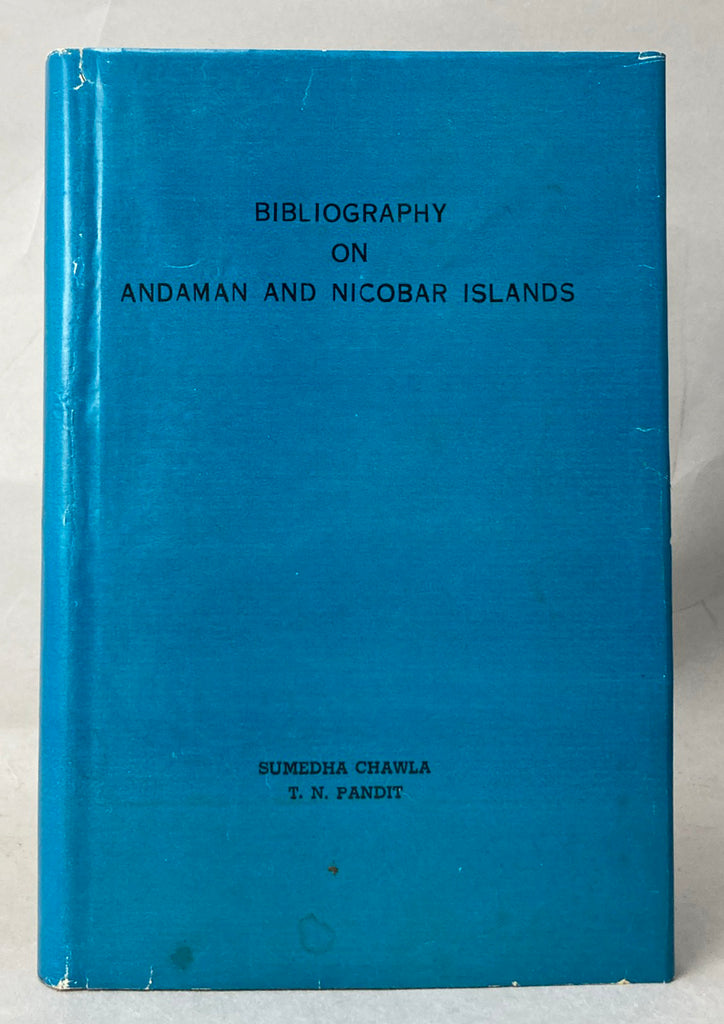 BIBLIOGRAPHY
ON
ANDAMAN AND NICOBAR ISLANDS
SUMEDHA CHAWLA
T. N. PANDIT